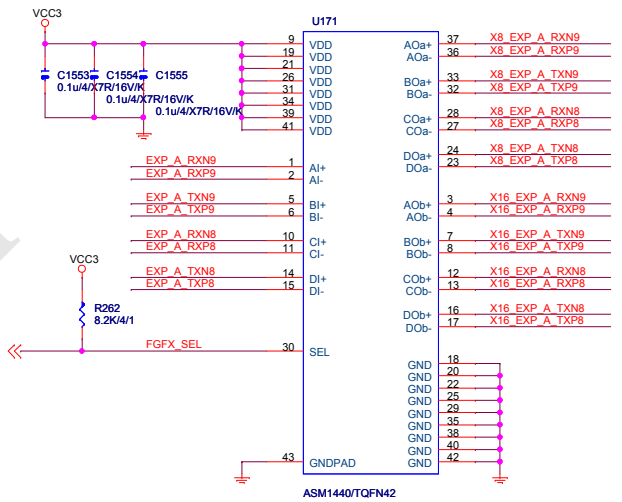 VCC3
U171
9 VDD
19 VDD
21 VDD
26 VDD
31 VDD
34 VDD
39 VDD
41 VDD
C1553
0.1u/4/X7R/16V/K
C1554
0.1u/4/X7R/16V/K
C1555
0.1u/4/X7R/16V/K
EXP_A_RXN9 1 AI+
EXP_A_RXP9 2 AI-
EXP_A_TXN9 5 BI+
EXP_A_TXP9 6 BI-
EXP_A_RXN8 10 CI+
EXP_A_RXP8 11 CI-
EXP_A_TXN8 14 DI+
EXP_A_TXP8 15 DI-
VCC3
R262
8.2K/4/1
FGFX_SEL 30 SEL
43 GNDPAD
AOa+ 37 X8_EXP_A_RXN9
AOa- 36 X8_EXP_A_RXP9
BOa+ 33 X8_EXP_A_TXN9
BOa- 32 X8_EXP_A_TXP9
COa+ 28 X8_EXP_A_RXN8
COa- 27 X8_EXP_A_RXP8
DOa+ 24 X8_EXP_A_TXN8
DOa- 23 X8_EXP_A_TXP8
AOb+ 3 X16_EXP_A_RXN9
AOb- 4 X16_EXP_A_RXP9
BOb+ 7 X16_EXP_A_TXN9
BOb- 8 X16_EXP_A_TXP9
COb+ 12 X16_EXP_A_RXN8
COb- 13 X16_EXP_A_RXP8
DOb+ 16 X16_EXP_A_TXN8
DOb- 17 X16_EXP_A_TXP8
GND 18
GND 20
GND 22
GND 25
GND 29
GND 35
GND 38
GND 40
GND 42
ASM1440/TQFN42